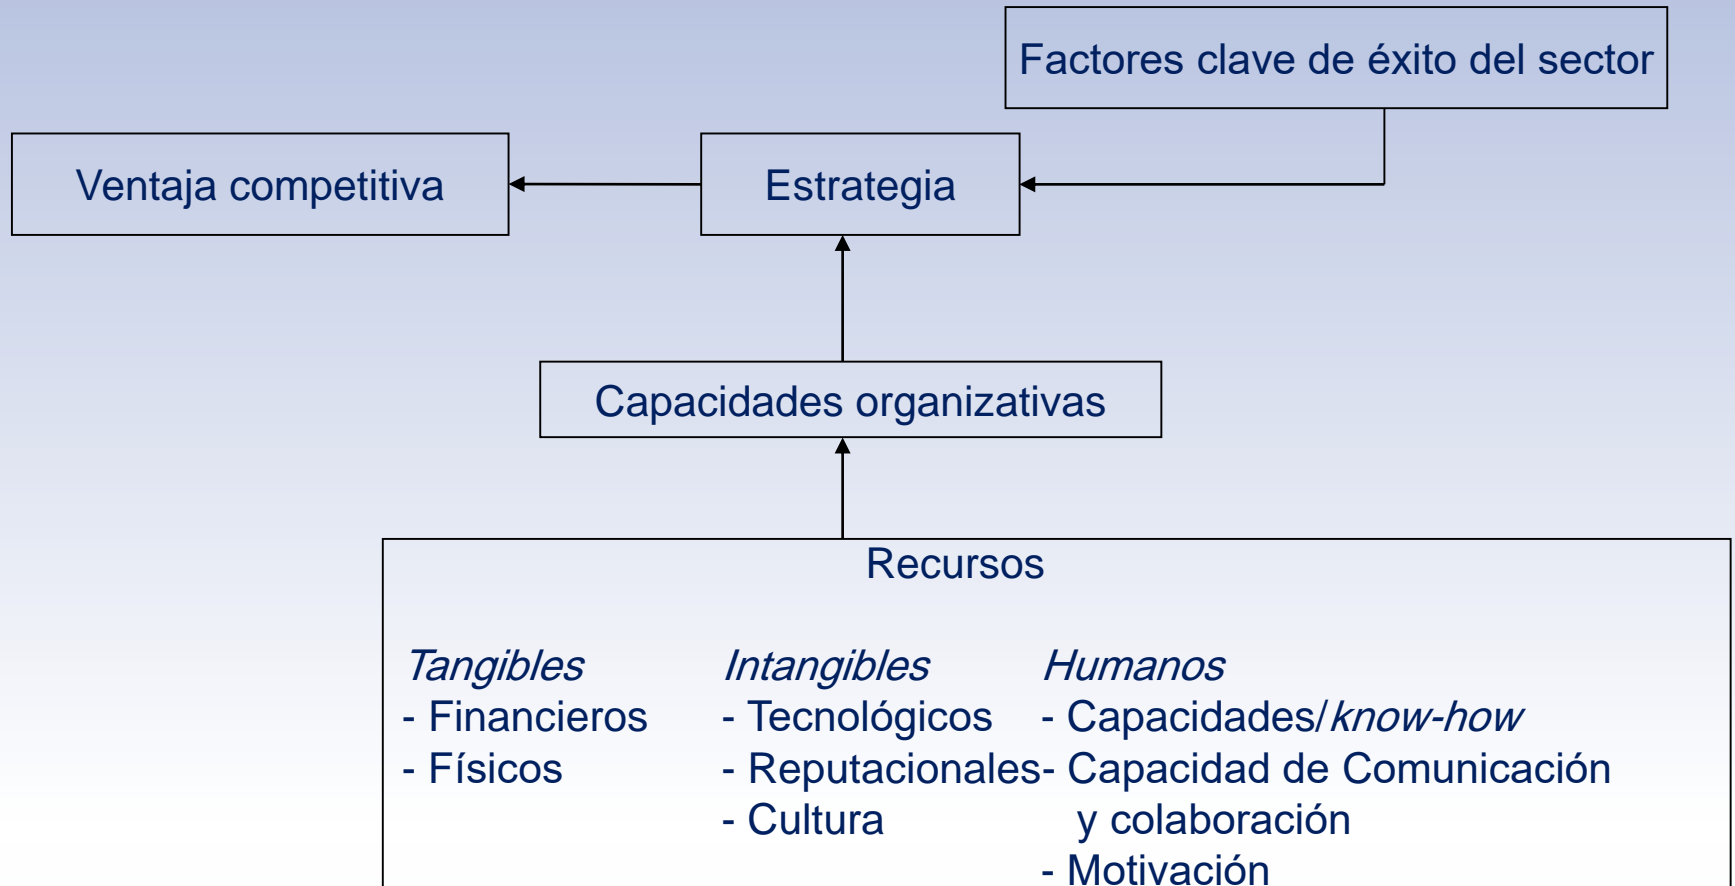 Factores clave de éxito del sector
Ventaja competitiva
Estrategia
Capacidades organizativas
Recursos
Tangibles
- Financieros
- Físicos
Intangibles
- Tecnológicos
- Reputacionales
- Cultura
Humanos
- Capacidades/know-how
- Capacidad de Comunicación
y colaboración
- Motivación